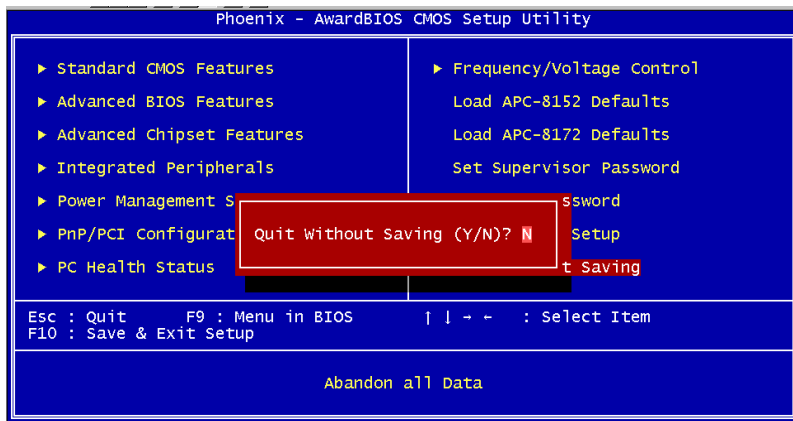 Phoenix - AwardBIOS CMOS Setup Utility
▶ Standard CMOS Features
▶ Advanced BIOS Features
▶ Advanced Chipset Features
▶ Integrated Peripherals
▶ Power Management S
▶ PnP/PCI Configurat
▶ PC Health Status
▶ Frequency/Voltage Control
Load APC-8152 Defaults
Load APC-8172 Defaults
Set Supervisor Password
ssword
Setup
t Saving
Quit Without Saving (Y/N)? N
Esc : Quit F9 : Menu in BIOS ↑ ↓ → ← : Select Item
F10 : Save & Exit Setup
Abandon all Data